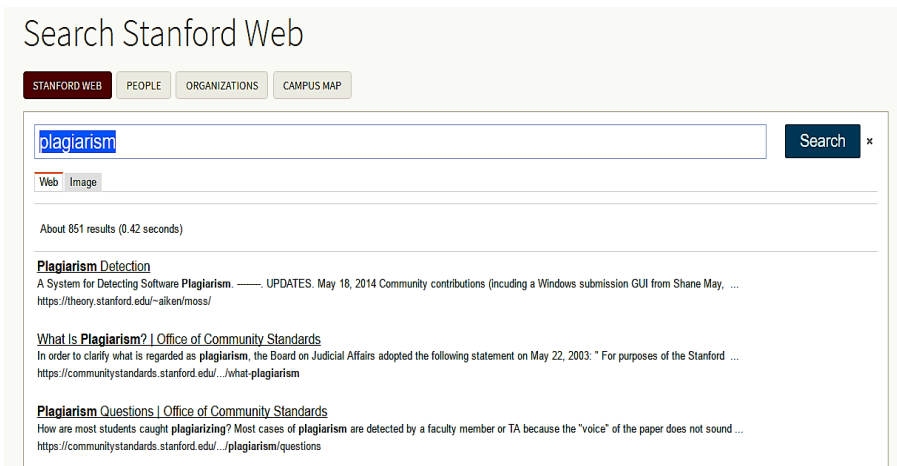 Search Stanford Web
STANFORD WEB PEOPLE ORGANIZATIONS CAMPUS MAP
plagiarism Search ×
Web Image
About 851 results (0.42 seconds)
Plagiarism Detection
A System for Detecting Software Plagiarism. ---–---. UPDATES. May 18, 2014 Community contributions (incuding a Windows submission GUI from Shane May, ...
https://theory.stanford.edu/~aiken/moss/
What Is Plagiarism? | Office of Community Standards
In order to clarify what is regarded as plagiarism, the Board on Judicial Affairs adopted the following statement on May 22, 2003: " For purposes of the Stanford ...
https://communitystandards.stanford.edu/.../what-plagiarism
Plagiarism Questions | Office of Community Standards
How are most students caught plagiarizing? Most cases of plagiarism are detected by a faculty member or TA because the "voice" of the paper does not sound ...
https://communitystandards.stanford.edu/.../plagiarism/questions